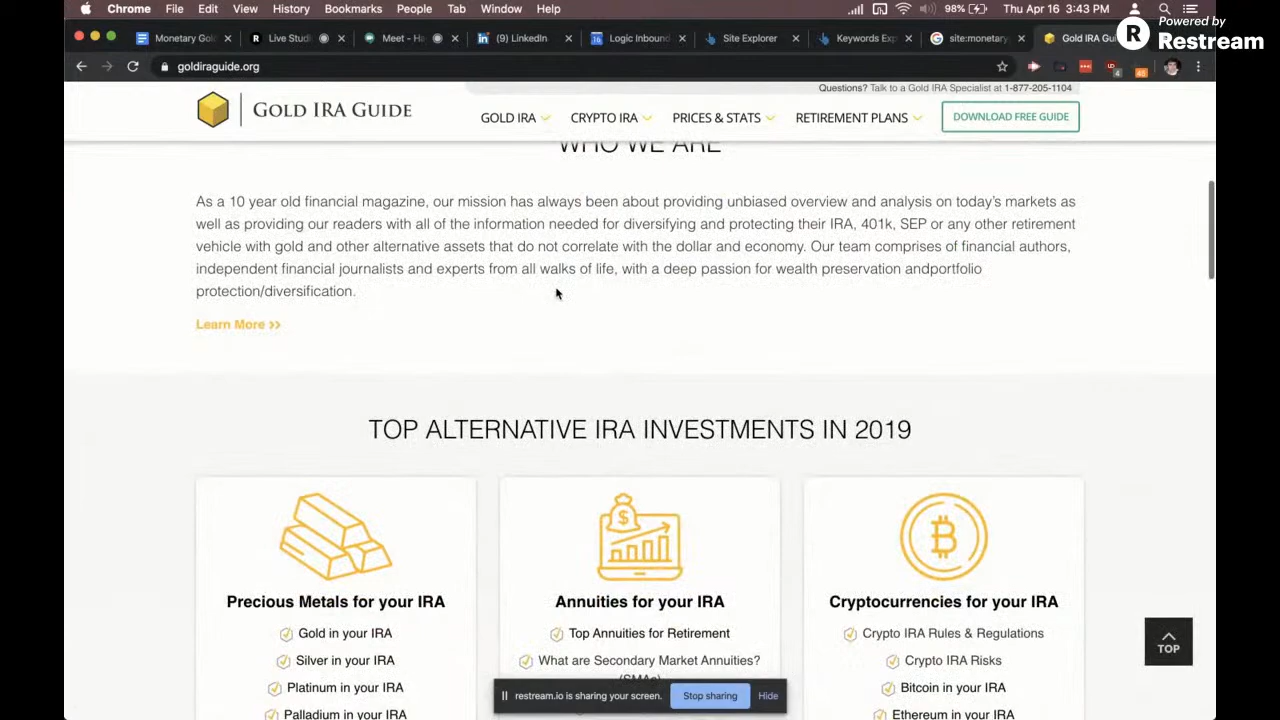 Chrome File Edit View History Bookmarks People Tab Window Help 98% Thu Apr 16 3:43 PM
Powered by
Restream
Monetary Gol Live Studi Meet - Ha (9) LinkedIn Logic Inbound Site Explorer Keywords Exp site:monetary. Gold IRA Gu
goldiraguide.org
Questions? Talk to a Gold IRA Specialist at 1-877-205-1104
GOLD IRA GUIDE
GOLD IRA CRYPTO IRA PRICES & STATS RETIREMENT PLANS DOWNLOAD FREE GUIDE
WHO WE ARE
As a 10 year old financial magazine, our mission has always been about providing unbiased overview and analysis on today's markets as
well as providing our readers with all of the information needed for diversifying and protecting their IRA, 401k, SEP or any other retirement
vehicle with gold and other alternative assets that do not correlate with the dollar and economy. Our team comprises of financial authors,
independent financial journalists and experts from all walks of life, with a deep passion for wealth preservation andportfolio
protection/diversification.
Learn More >>
TOP ALTERNATIVE IRA INVESTMENTS IN 2019
Precious Metals for your IRA
Gold in your IRA
Silver in your IRA
Platinum in your IRA
Palladium in your IRA
Annuities for your IRA
Top Annuities for Retirement
What are Secondary Market Annuities?
(SMAs)
Cryptocurrencies for your IRA
Crypto IRA Rules & Regulations
Crypto IRA Risks
Bitcoin in your IRA
Ethereum in your IRA
TOP
restream.io is sharing your screen. Stop sharing Hide